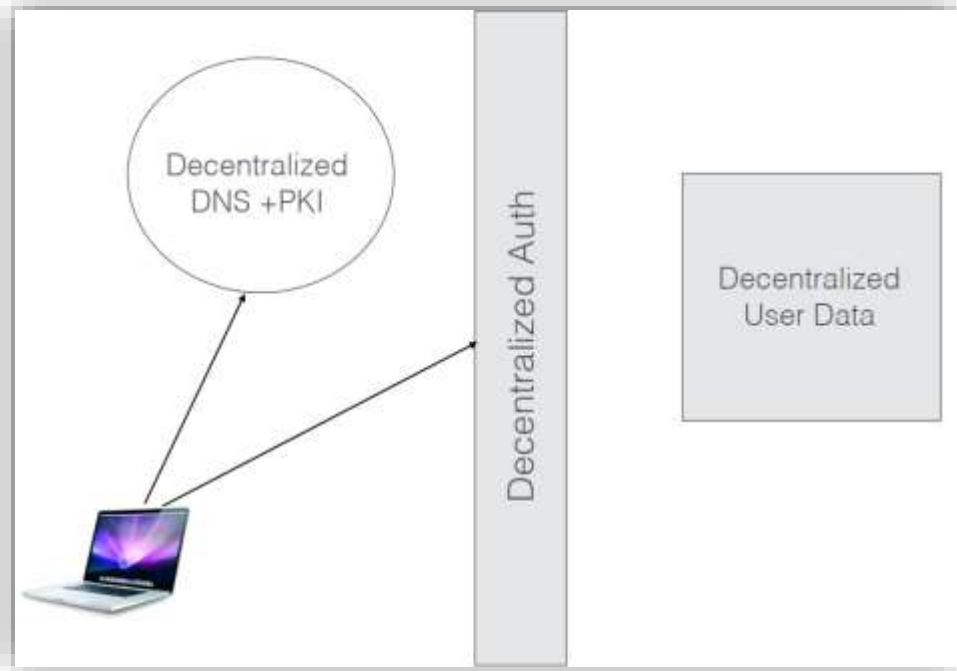 Decentralized
DNS +PKI
Decentralized Auth
Decentralized
User Data